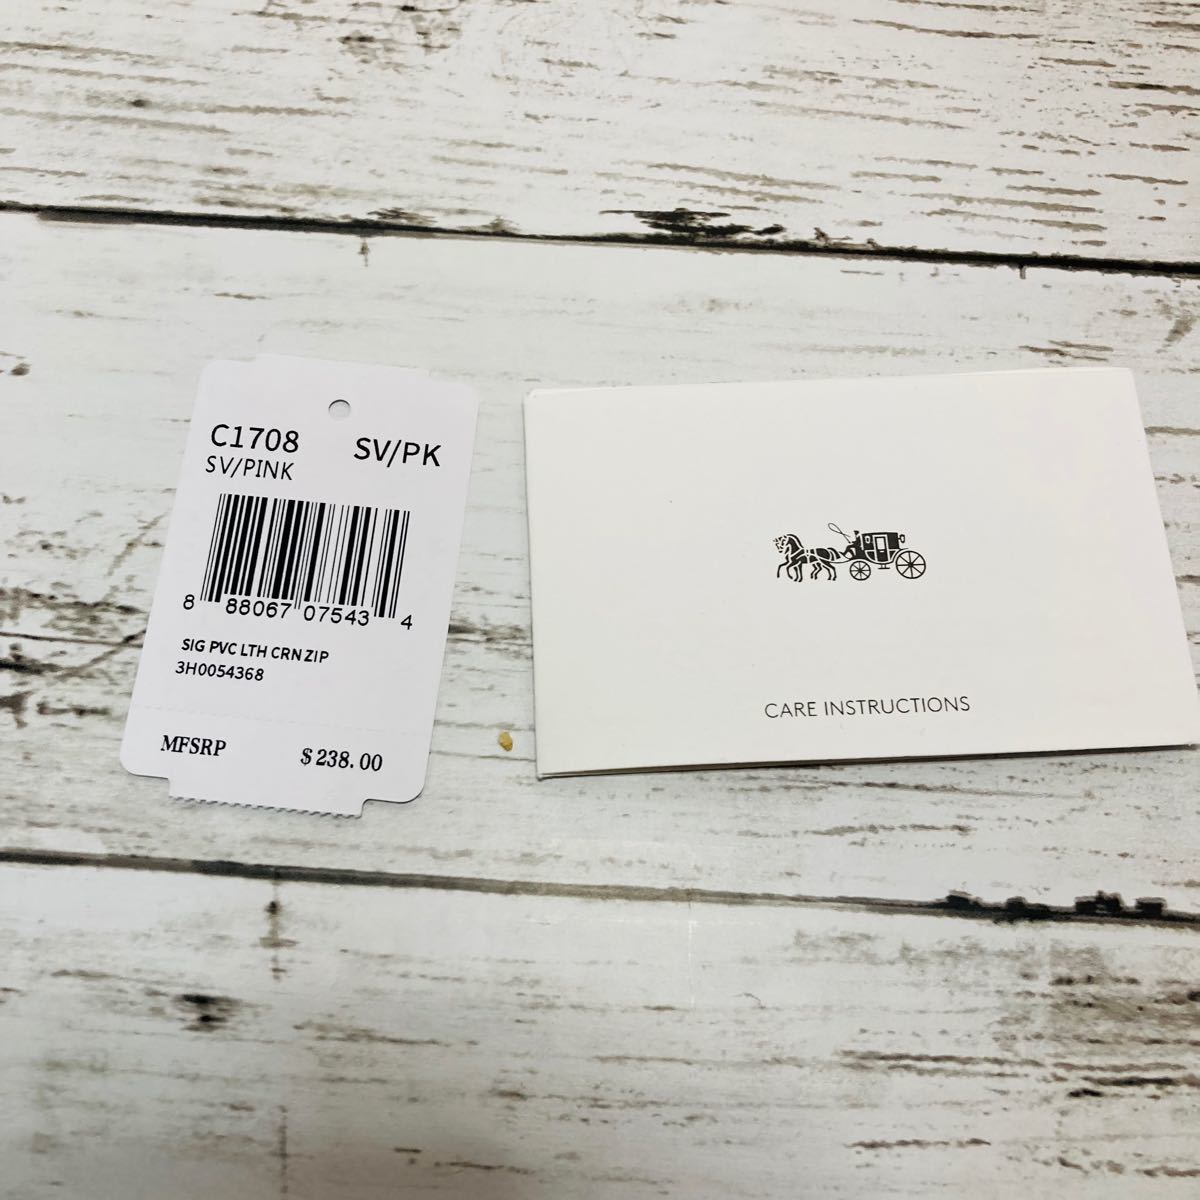 C1708 SV/PK
SV/PINK
8 88067 07543 4
SIG PVC LTH CRN ZIP
3H0054368
MFSRP $238.00
CARE INSTRUCTIONS